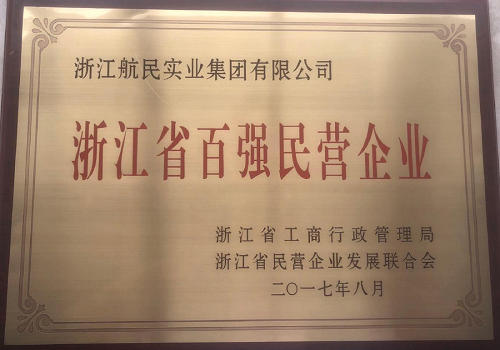 浙江航民实业集团有限公司
浙江省百强民营企业
浙江省工商行政管理局
浙江省民营企业发展联合会
二〇一七年八月